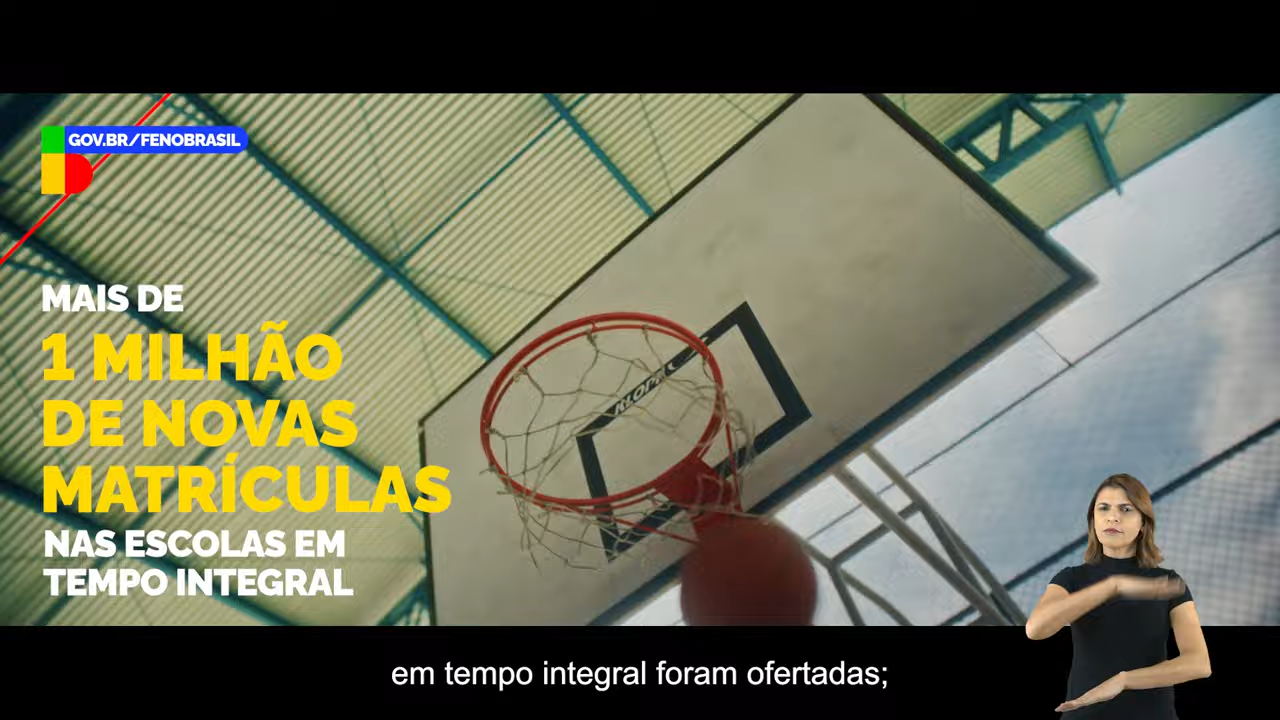 GOV.BR/FENOBRASIL
MAIS DE
1 MILHÃO
DE NOVAS
MATRÍCULAS
NAS ESCOLAS EM
TEMPO INTEGRAL
em tempo integral foram ofertadas;